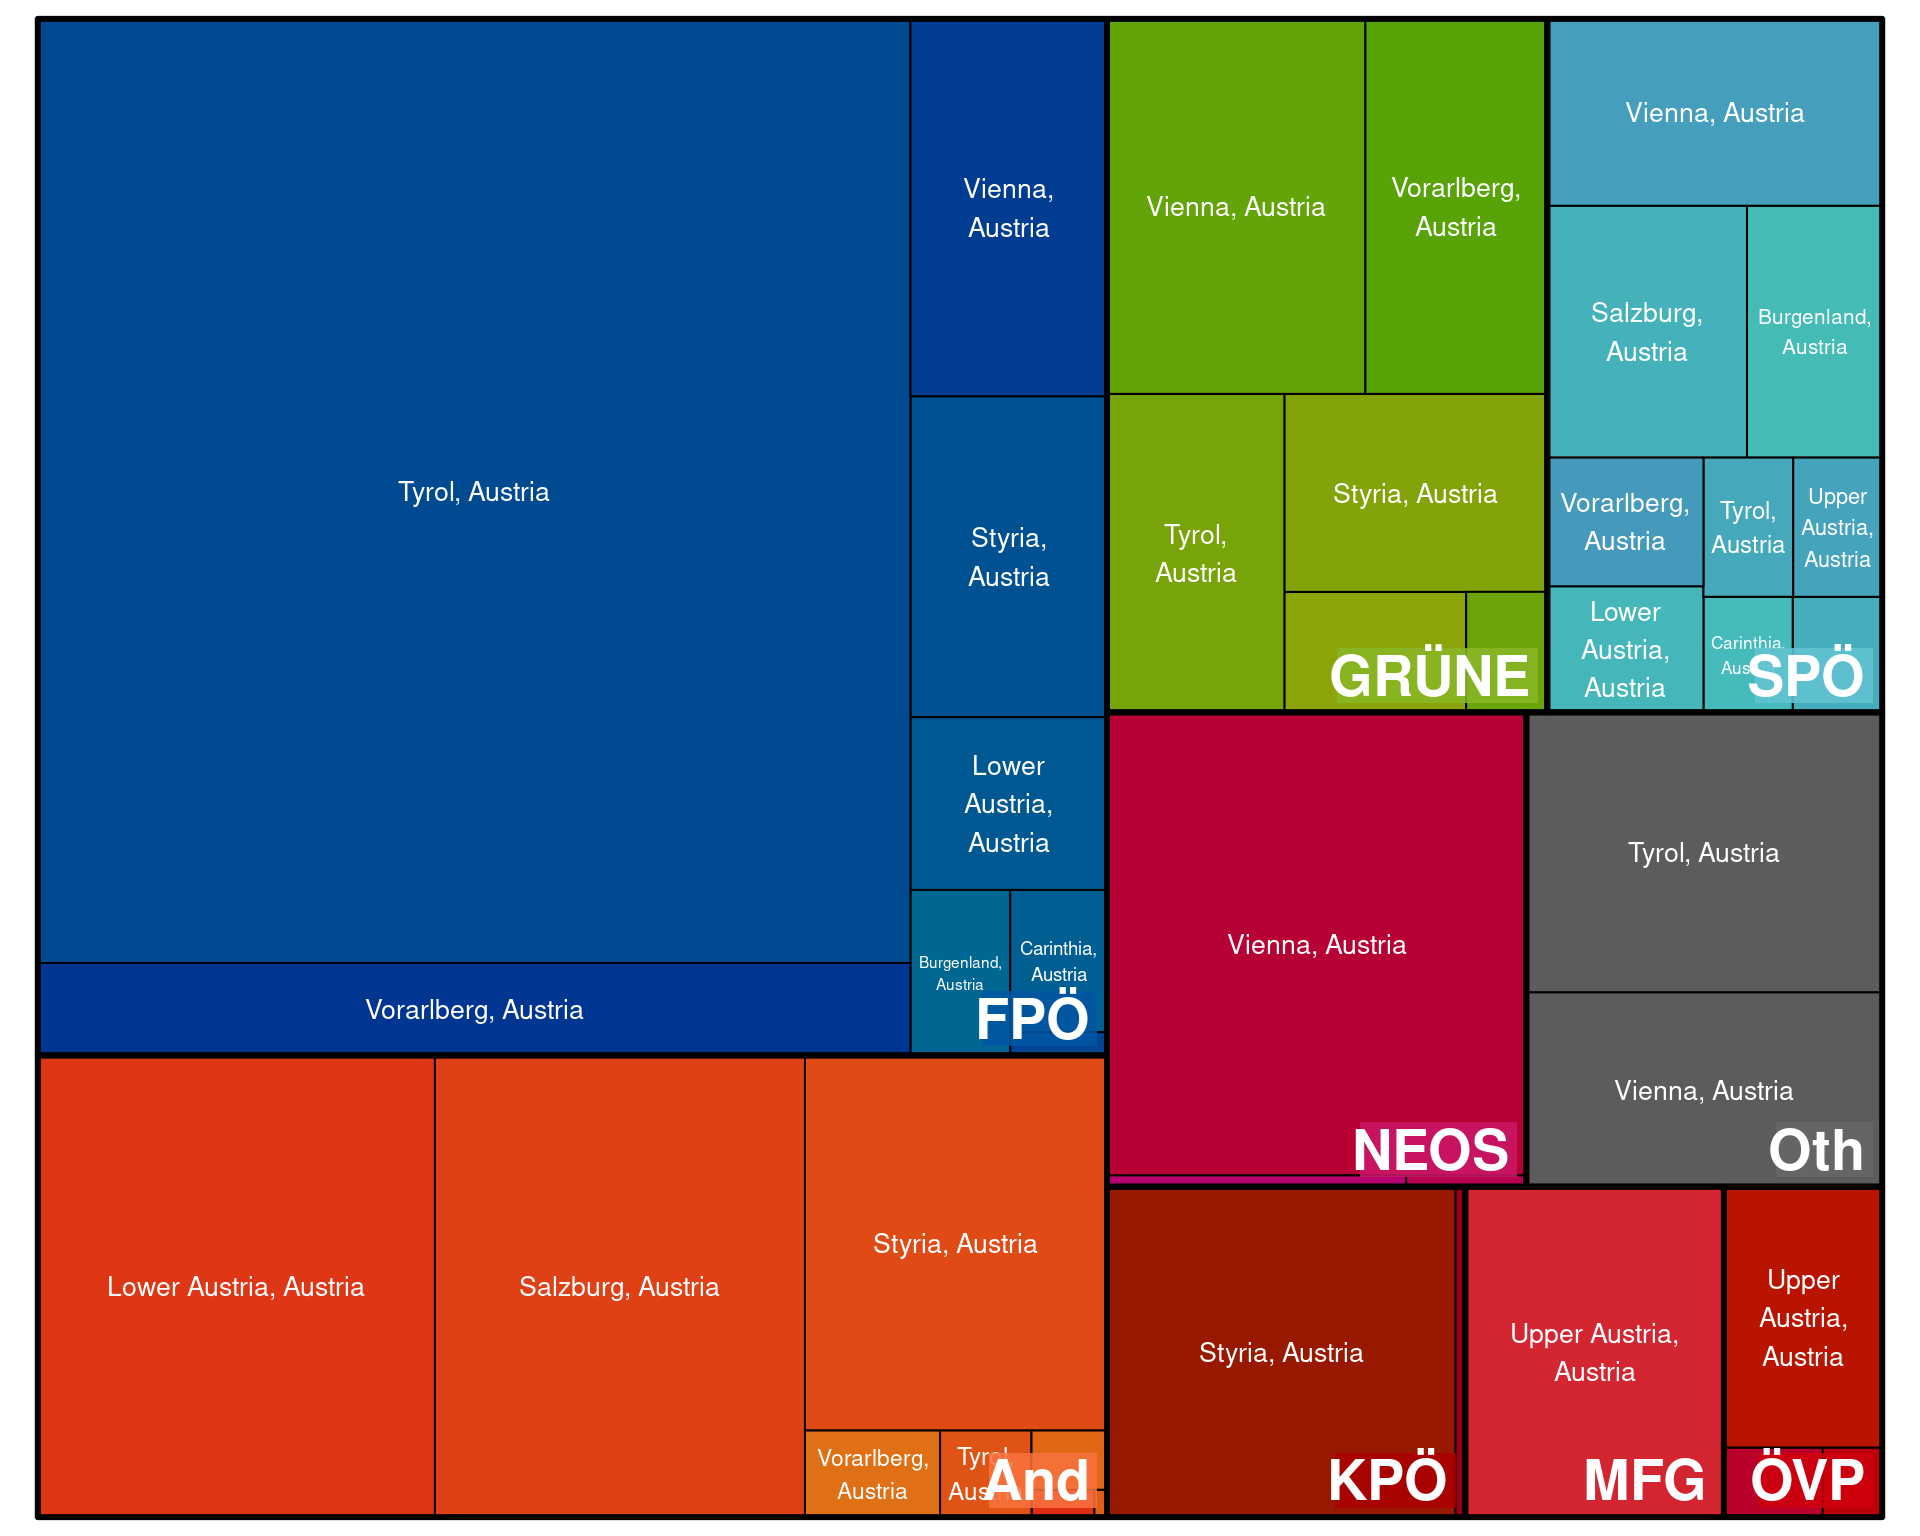 Tyrol, Austria
Vorarlberg, Austria
Vienna,
Austria
Styria,
Austria
Lower
Austria,
Austria
Burgenland,
Austria
Carinthia,
Austria
FPÖ
Lower Austria, Austria
Salzburg, Austria
Styria, Austria
Vorarlberg,
Austria
And
Vienna, Austria
Vorarlberg,
Austria
Tyrol,
Austria
Styria, Austria
GRÜNE
Vienna, Austria
Salzburg,
Austria
Burgenland,
Austria
Vorarlberg,
Austria
Tyrol,
Austria
Upper
Austria,
Austria
Lower
Austria,
Austria
Carinthia,
SPÖ
Vienna, Austria
NEOS
Tyrol, Austria
Vienna, Austria
Oth
Styria, Austria
KPÖ
Upper Austria,
Austria
MFG
Upper
Austria,
Austria
ÖVP